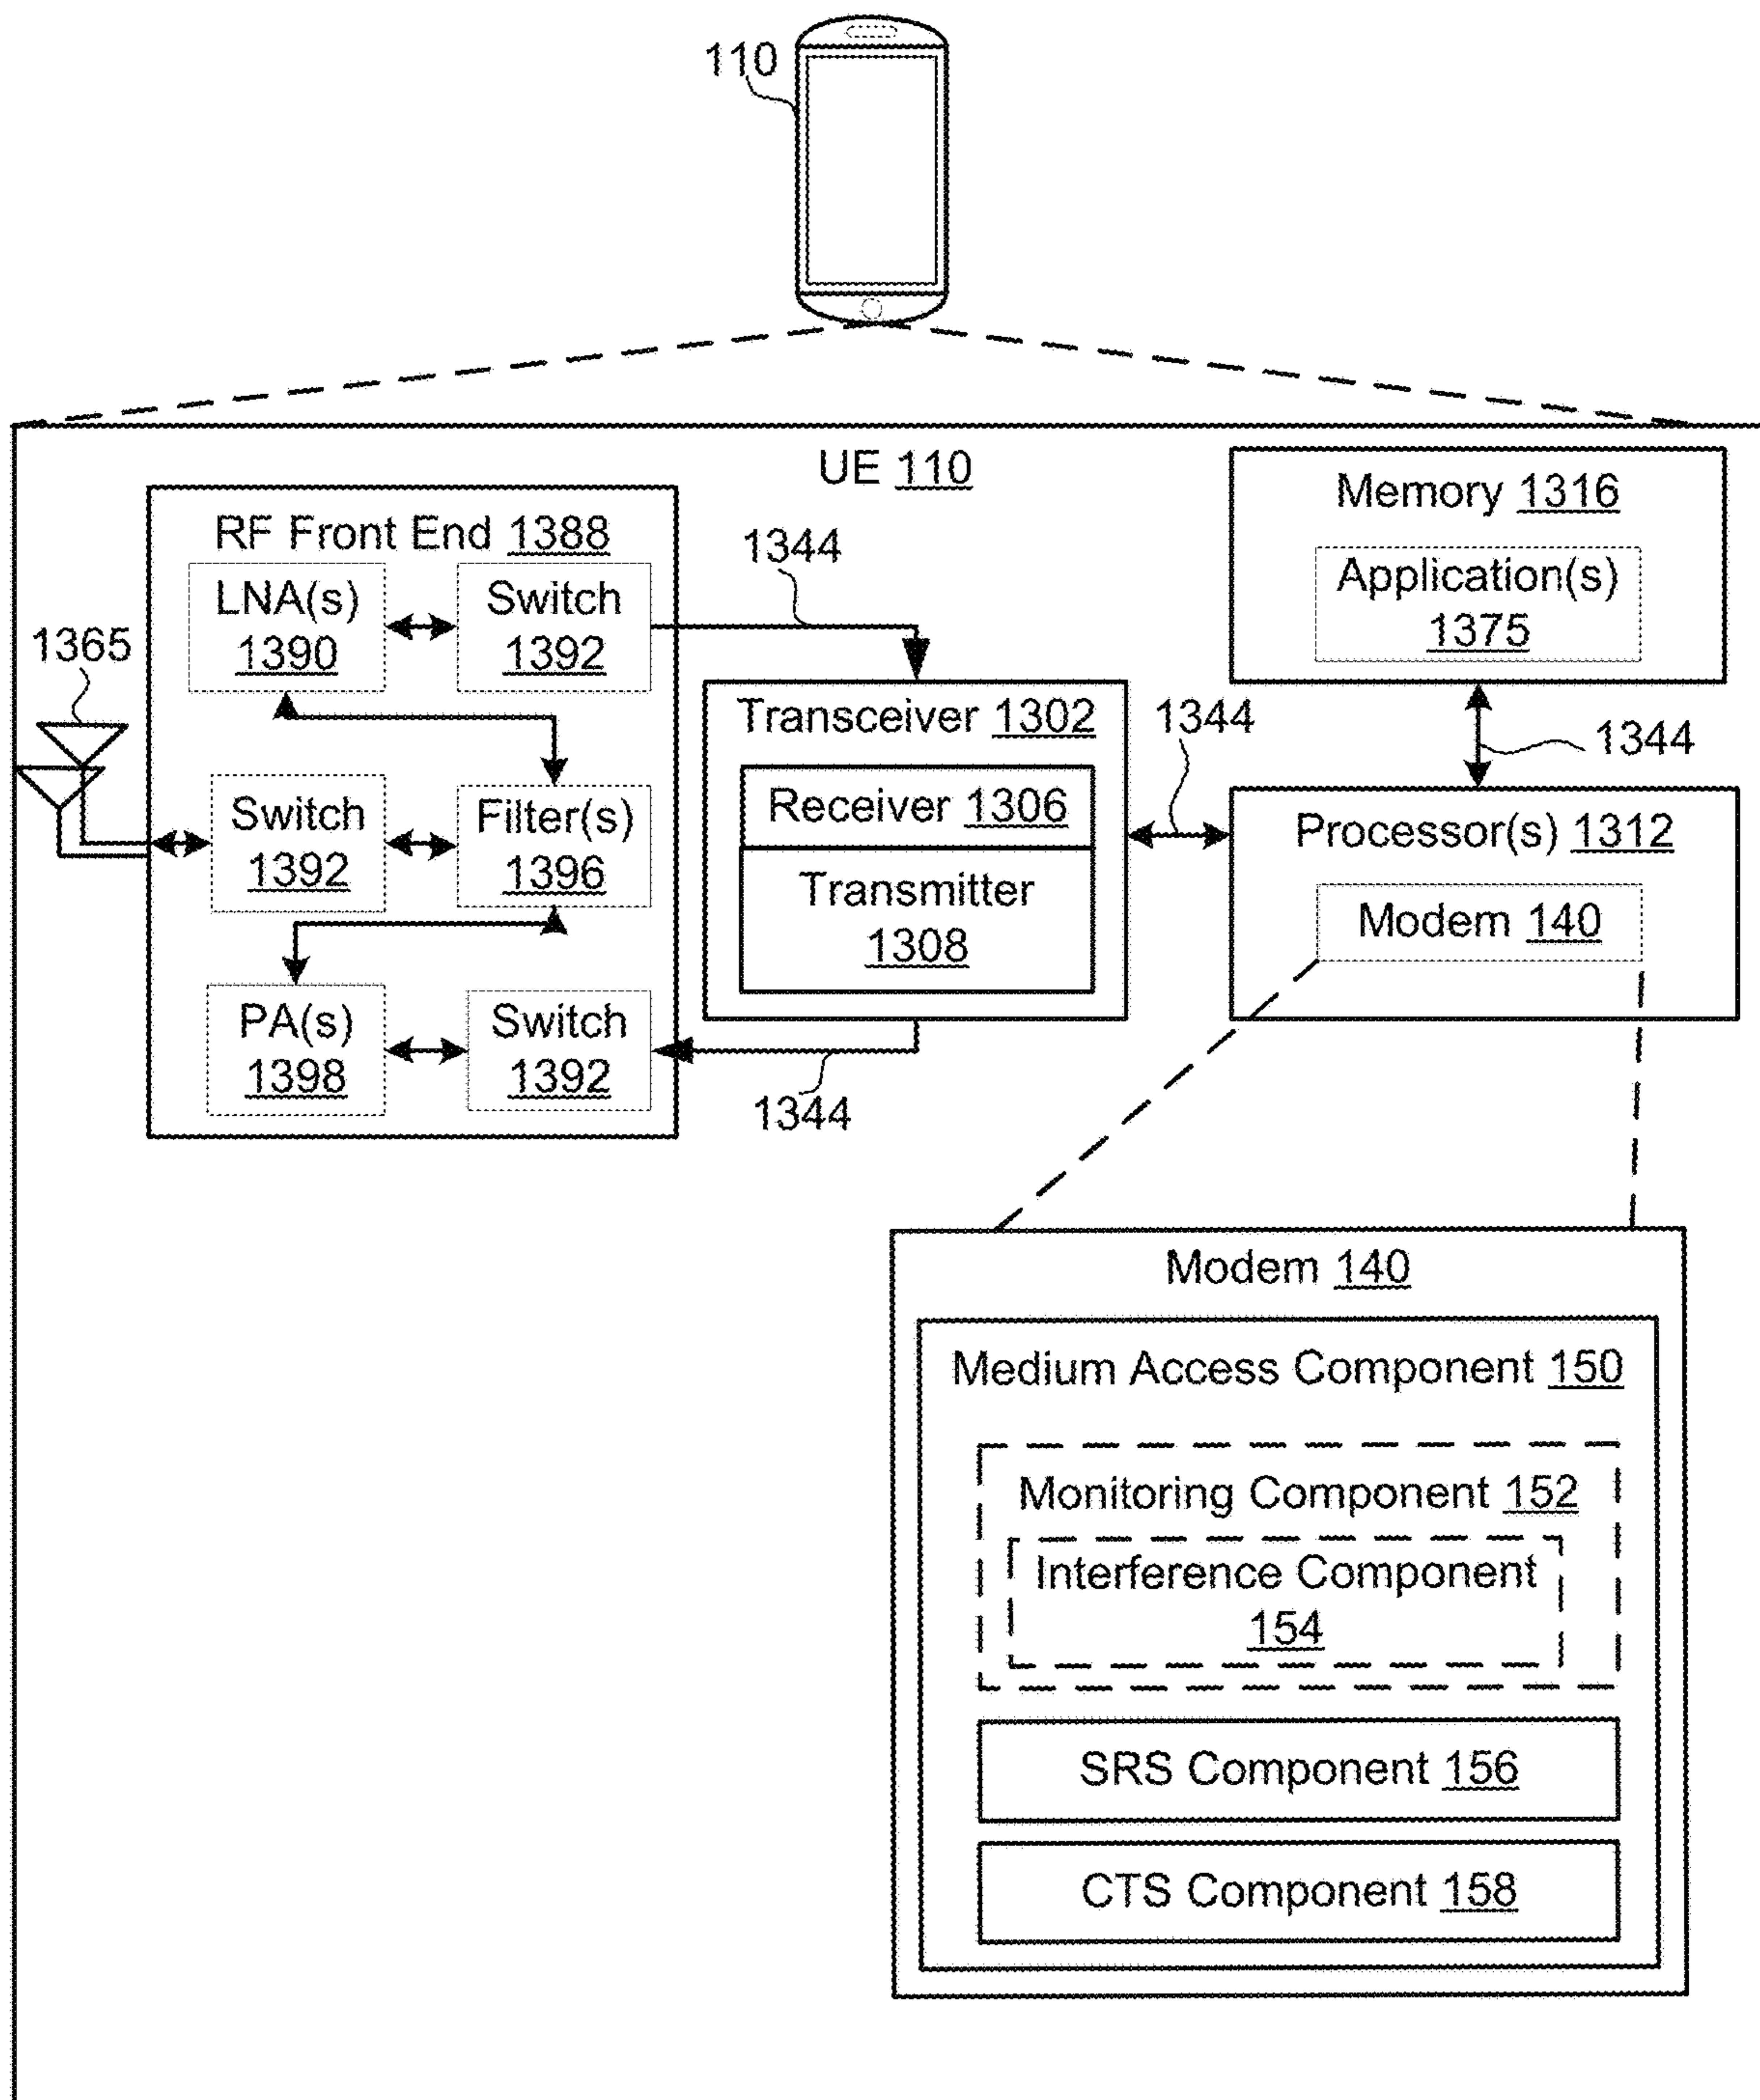 110
UE 110
RF Front End 1388
LNA(s)
1390
Switch
1392
1344
Memory 1316
Application(s)
1375
1365
Transceiver 1302
1344
1344
Switch
1392
Filter(s)
1396
Receiver 1306
Transmitter
1308
Processor(s) 1312
Modem 140
PA(s)
1398
Switch
1392
1344
Modem 140
Medium Access Component 150
Monitoring Component 152
Interference Component
154
SRS Component 156
CTS Component 158